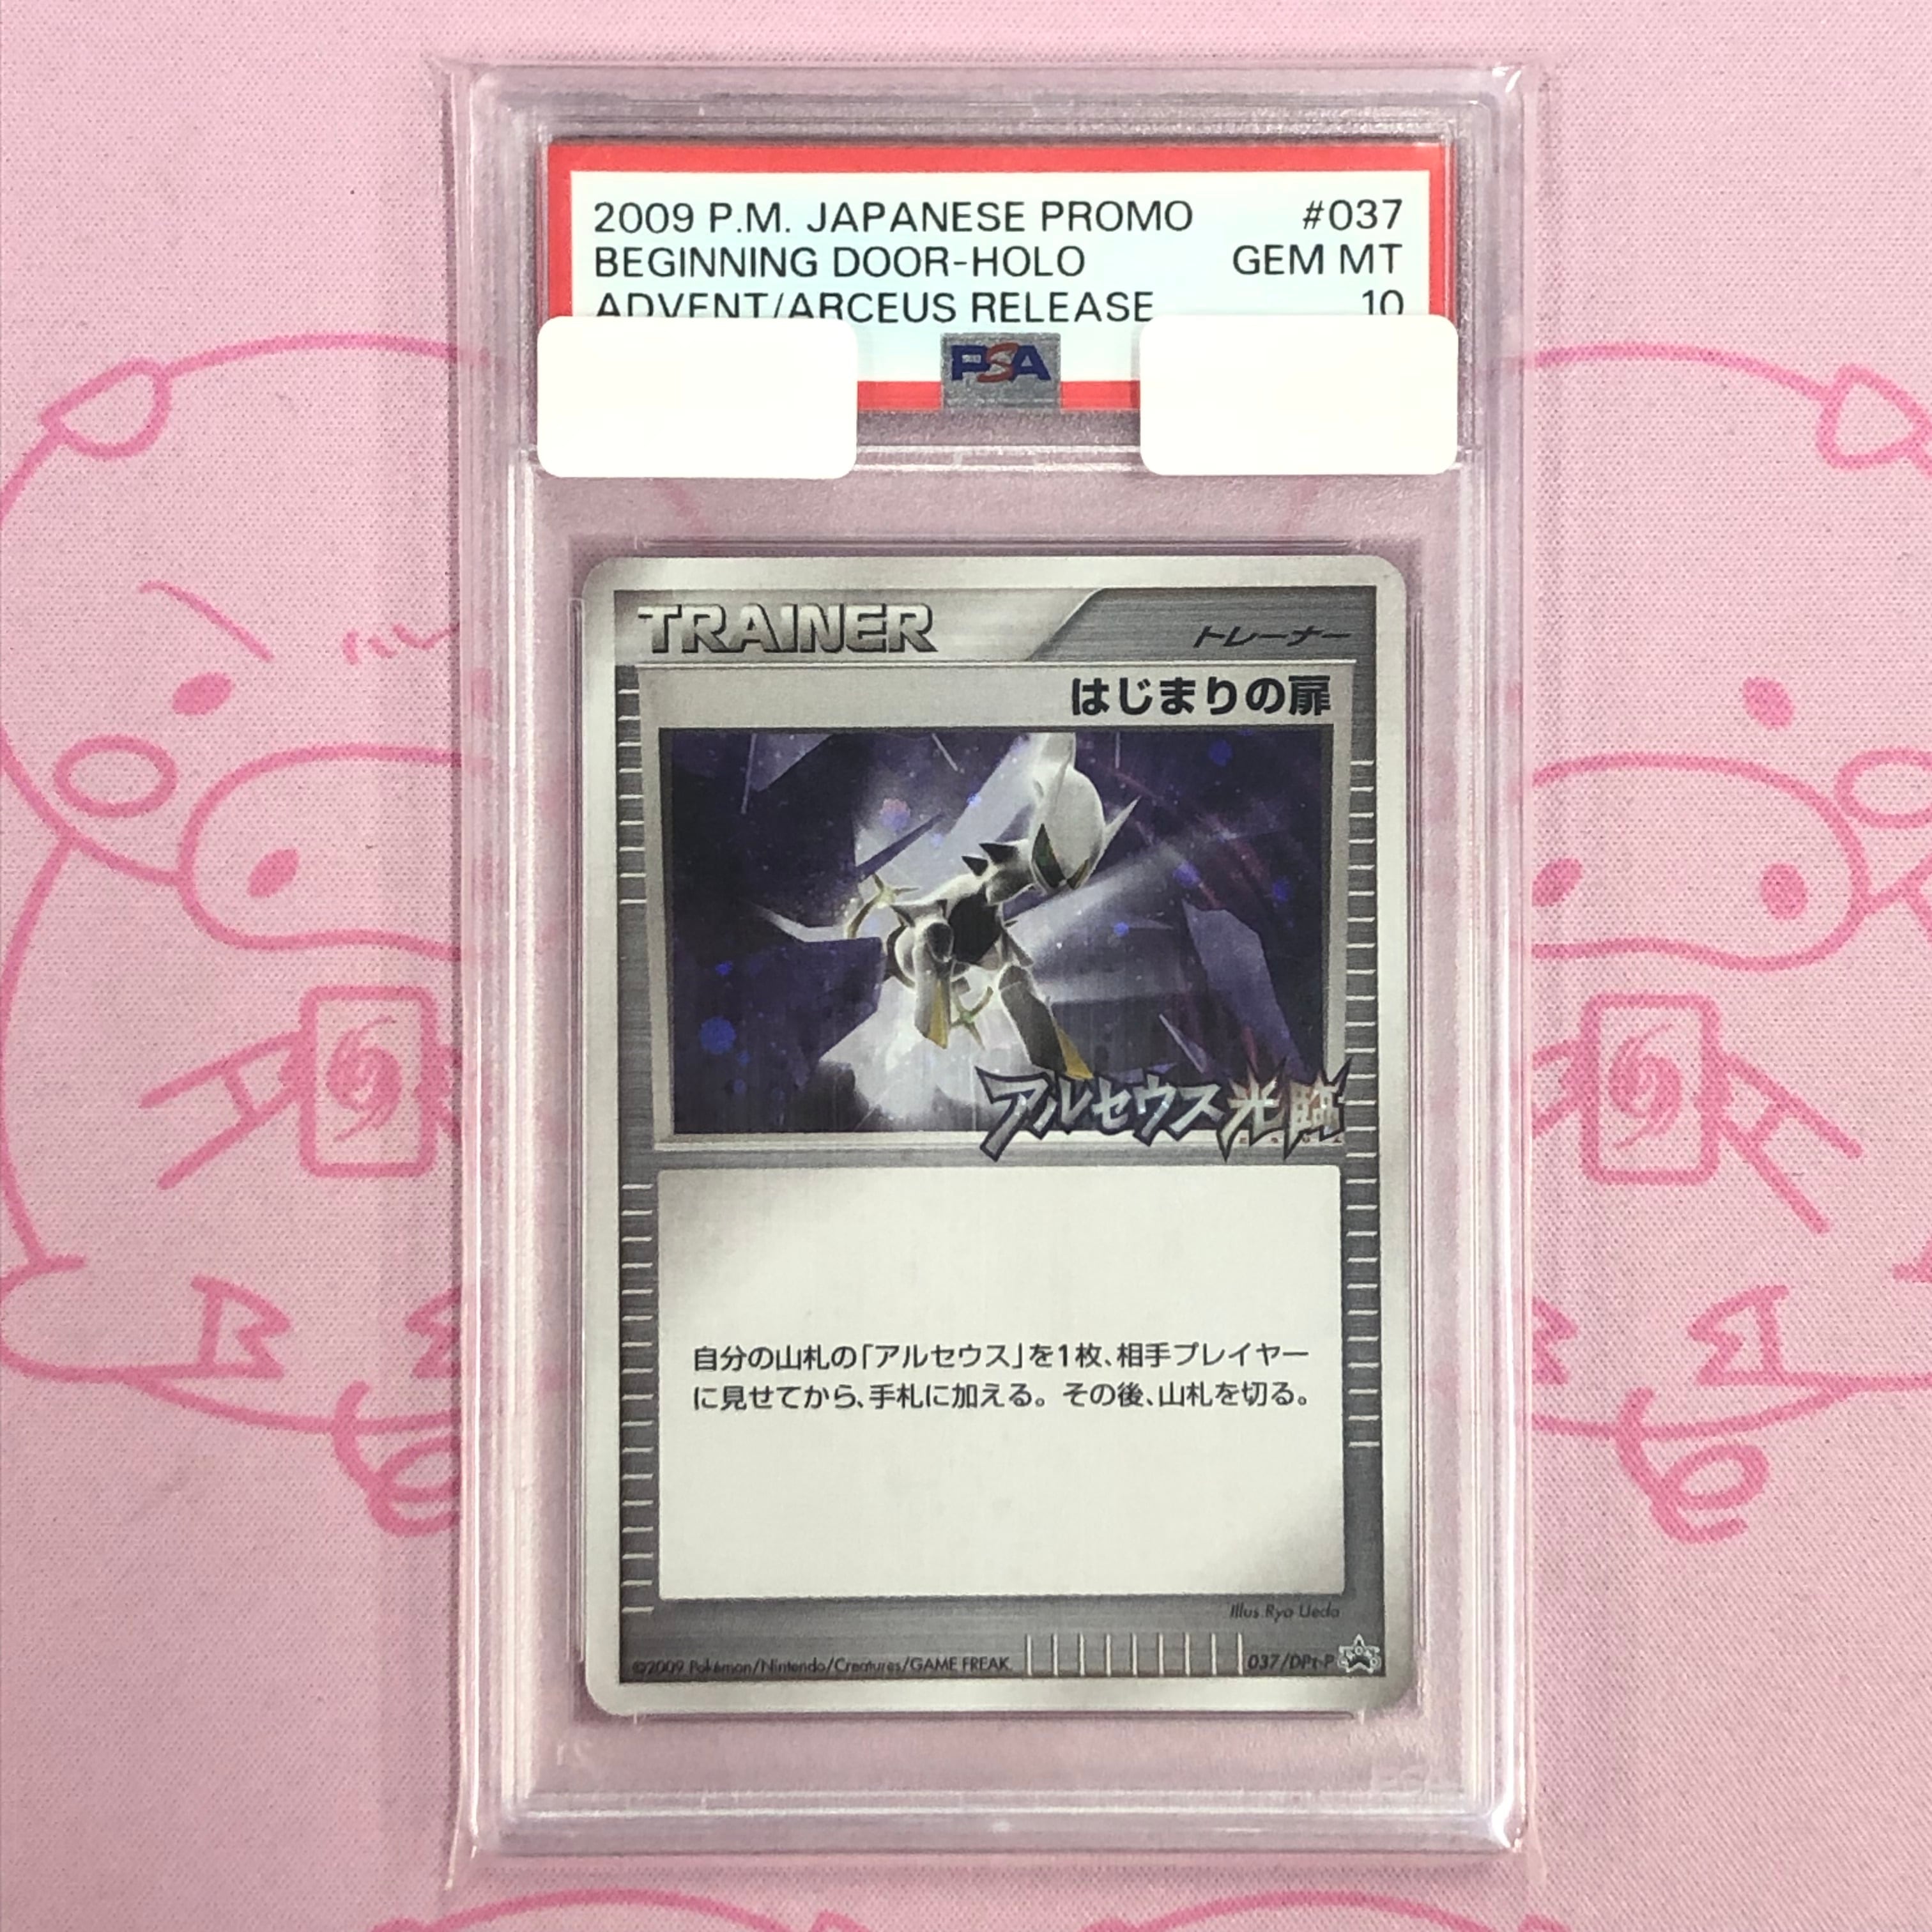 2009 P.M. JAPANESE PROMO #037
BEGINNING DOOR-HOLO GEM MT
ADVENT/ARCEUS RELEASE 10
PSA
TRAINER トレーナー
はじまりの扉
アルセウス光臨
自分の山札の「アルセウス」を1枚、相手プレイヤー
に見せてから、手札に加える。その後、山札を切る。
Illus. Ryo Ueda
©2009 Pokémon/Nintendo/Creatures/GAME FREAK. 037/DPt-P